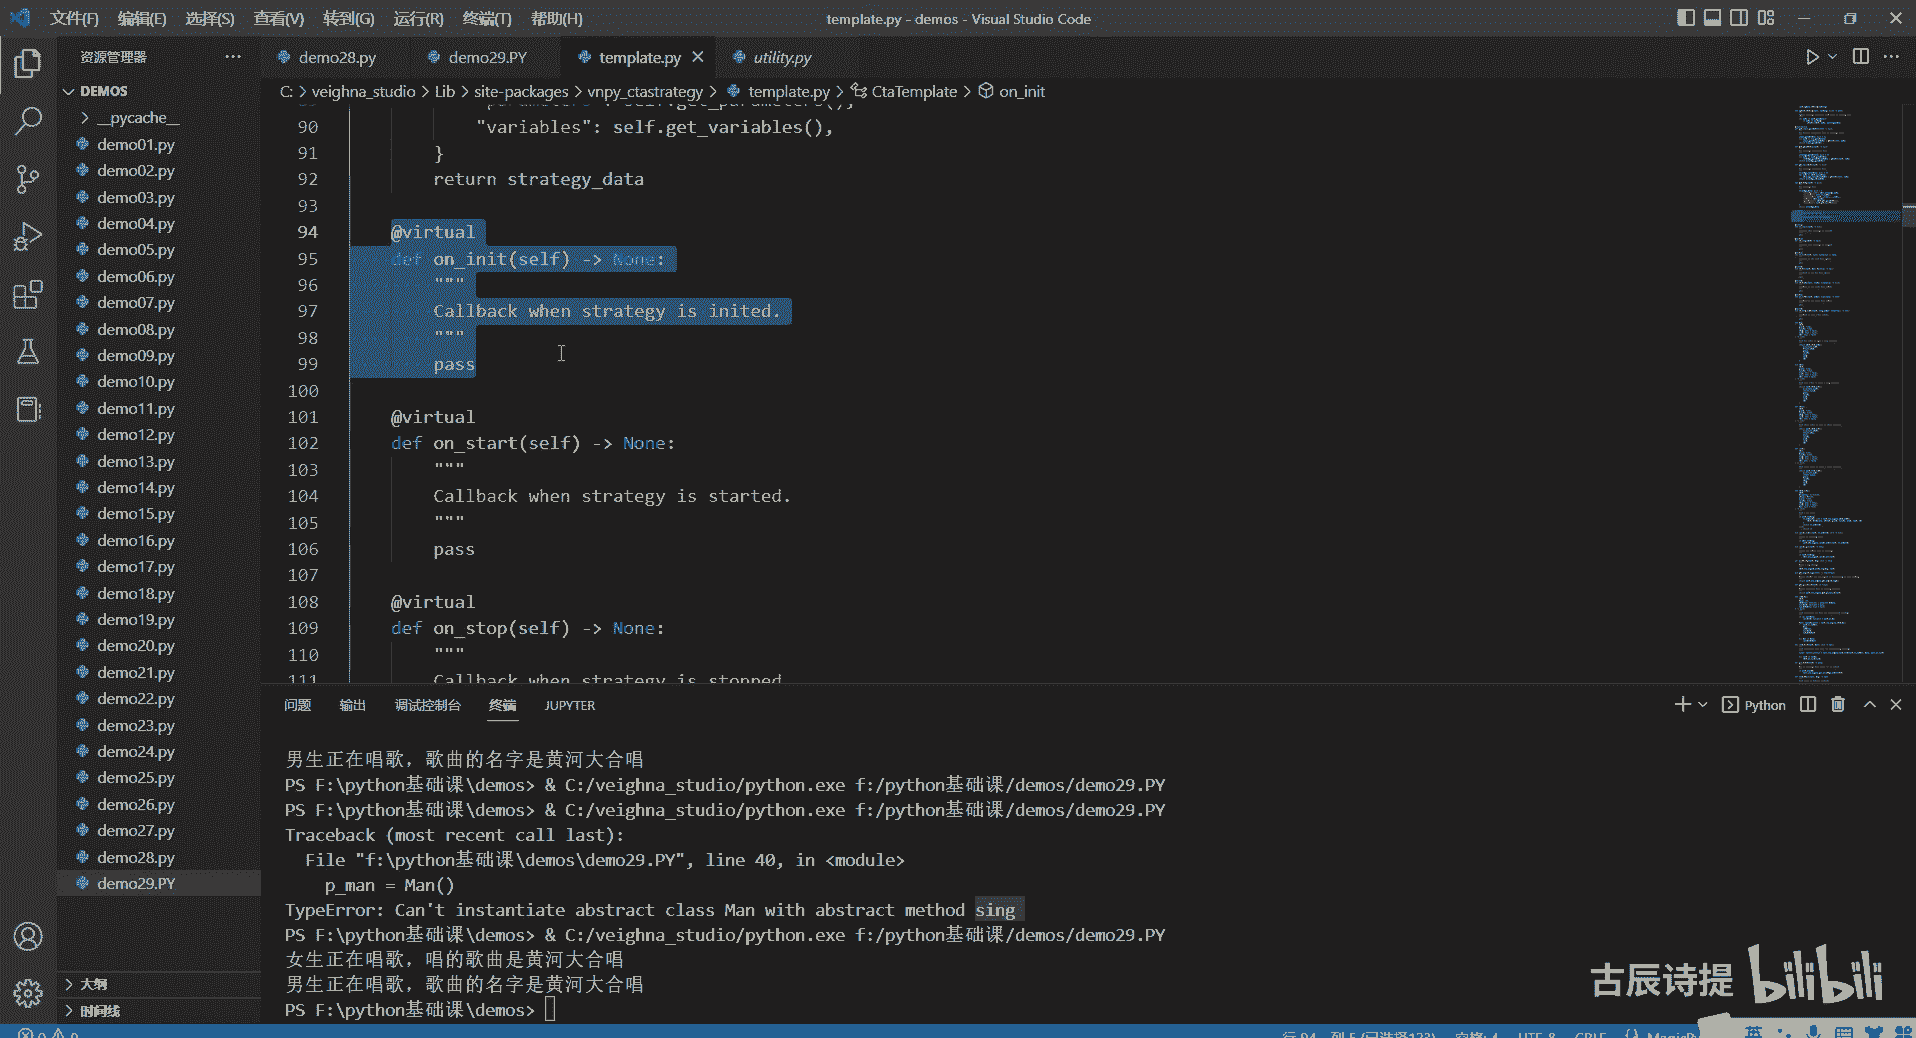 文件(F) 编辑(E) 选择(S) 查看(V) 转到(G) 运行(R) 终端(T) 帮助(H)
template.py - demos - Visual Studio Code
资源管理器
demo28.py demo29.PY template.py utility.py
DEMOS
C: > veighna_studio > Lib > site-packages > vnpy_ctastrategy > template.py > CtaTemplate > on_init
__pycache__
demo01.py
demo02.py
demo03.py
demo04.py
demo05.py
demo06.py
demo07.py
demo08.py
demo09.py
demo10.py
demo11.py
demo12.py
demo13.py
demo14.py
demo15.py
demo16.py
demo17.py
demo18.py
demo19.py
demo20.py
demo21.py
demo22.py
demo23.py
demo24.py
demo25.py
demo26.py
demo27.py
demo28.py
demo29.PY
大纲
时间线
90 "variables": self.get_variables(),
91 }
92 return strategy_data
93
94 @virtual
95 def on_init(self) -> None:
96 """
97 Callback when strategy is inited.
98 """
99 pass
100
101 @virtual
102 def on_start(self) -> None:
103 """
104 Callback when strategy is started.
105 """
106 pass
107
108 @virtual
109 def on_stop(self) -> None:
110 """
111 Callback when strategy is stopped
问题 输出 调试控制台 终端 JUPYTER
Python
男生正在唱歌，歌曲的名字是黄河大合唱
PS F:\python基础课\demos> & C:/veighna_studio/python.exe f:/python基础课/demos/demo29.PY
PS F:\python基础课\demos> & C:/veighna_studio/python.exe f:/python基础课/demos/demo29.PY
Traceback (most recent call last):
File "f:\python基础课\demos\demo29.PY", line 40, in <module>
p_man = Man()
TypeError: Can't instantiate abstract class Man with abstract method sing
PS F:\python基础课\demos> & C:/veighna_studio/python.exe f:/python基础课/demos/demo29.PY
女生正在唱歌，唱的歌曲是黄河大合唱
男生正在唱歌，歌曲的名字是黄河大合唱
PS F:\python基础课\demos>
古辰诗提 bilibili